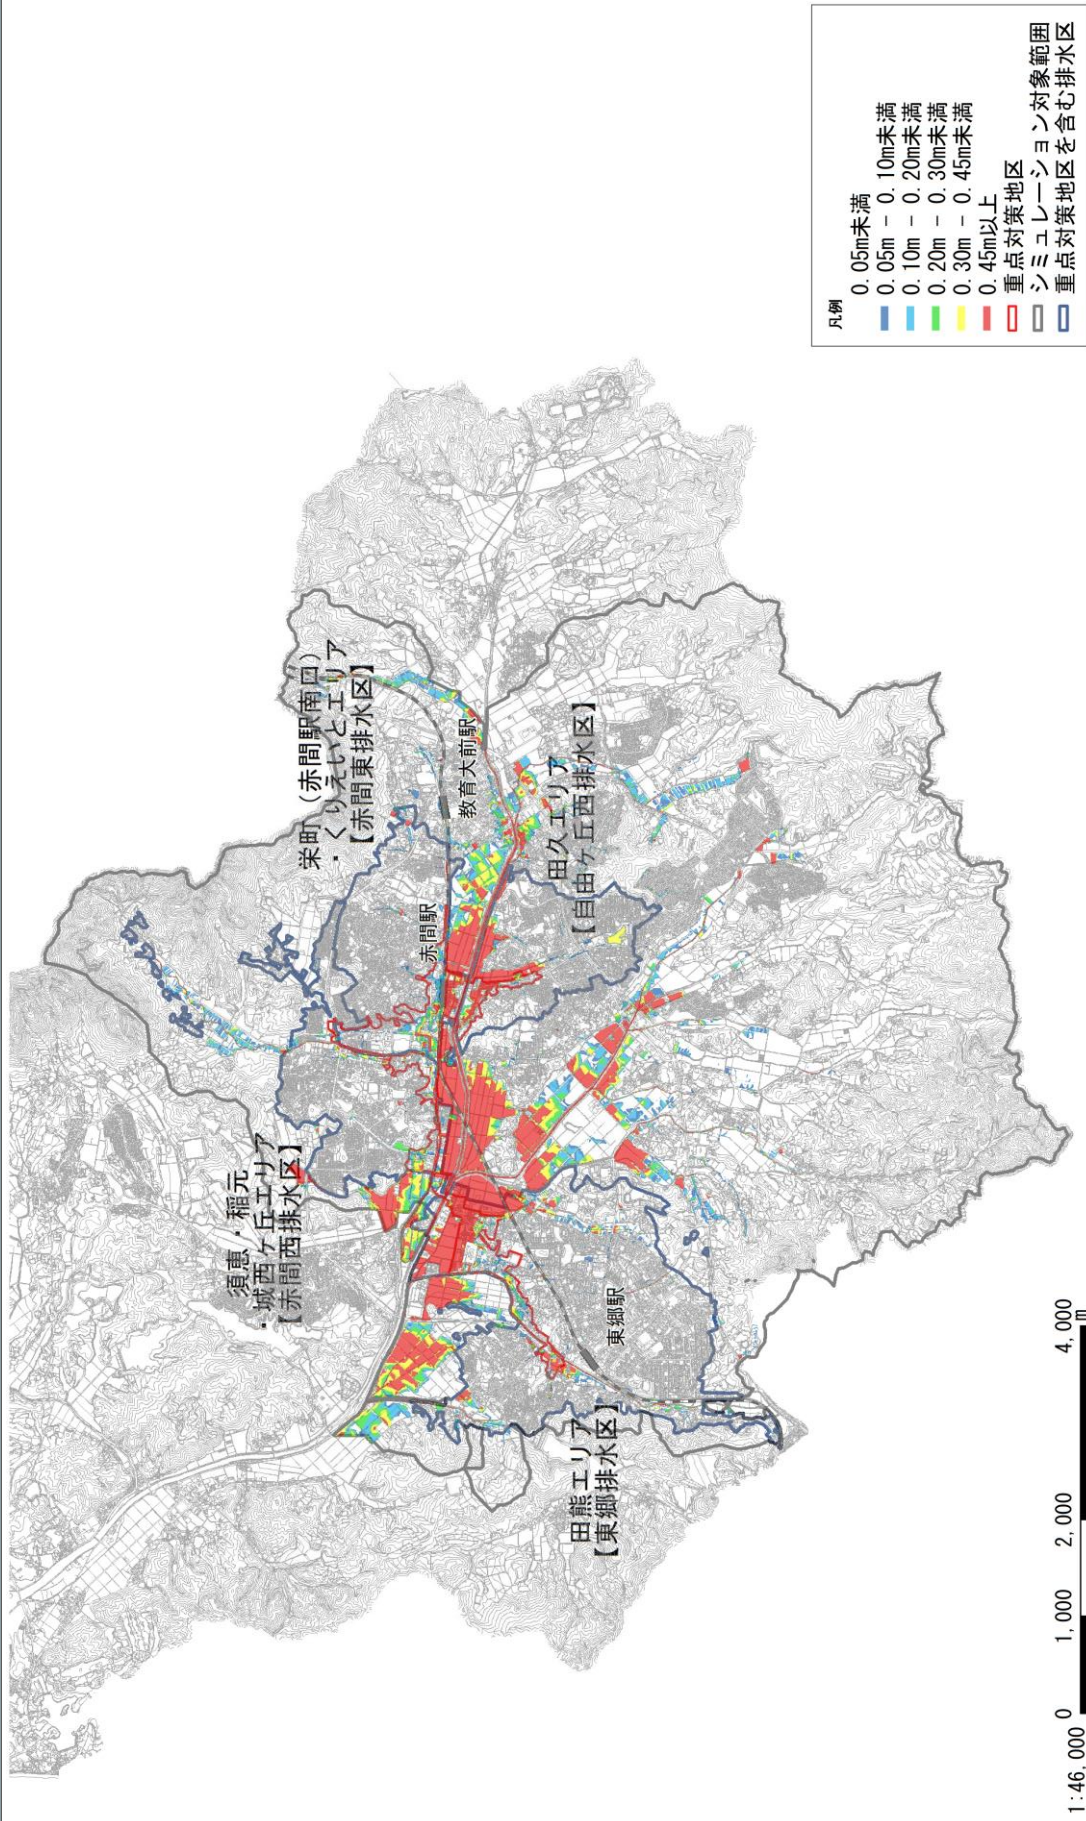 須恵・稲元
・城西ヶ丘エリア
【赤間西排水区】
栄町（赤間駅南口）
・くりえいとエリア
【赤間東排水区】
赤間駅
教育大前駅
田久エリア
【自由ヶ丘西排水区】
東郷駅
田熊エリア
【東郷排水区】
凡例
0.05m未満
0.05m - 0.10m未満
0.10m - 0.20m未満
0.20m - 0.30m未満
0.30m - 0.45m未満
0.45m以上
重点対策地区
シミュレーション対象範囲
重点対策地区を含む排水区
1:46,000
0 1,000 2,000 4,000
m